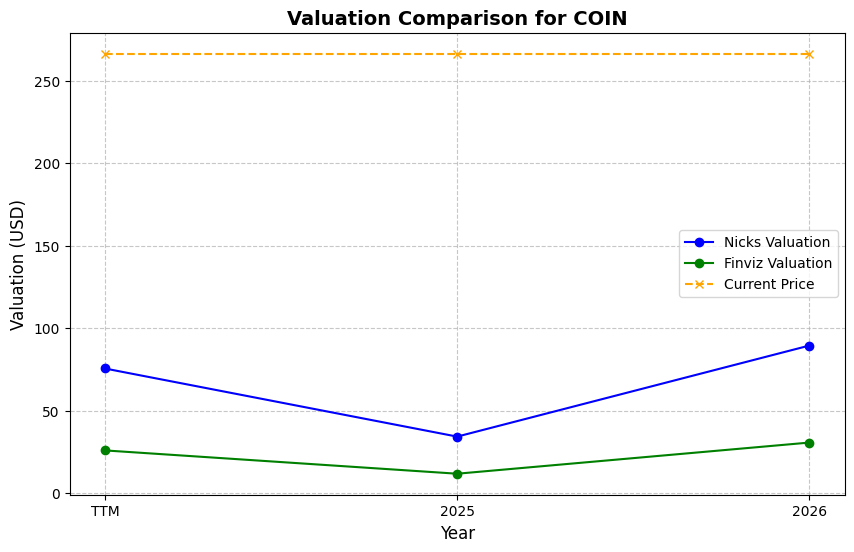 Valuation Comparison for COIN
Valuation (USD)
250
200
150
100
50
0
Nicks Valuation
Finviz Valuation
Current Price
TTM 2025 2026
Year